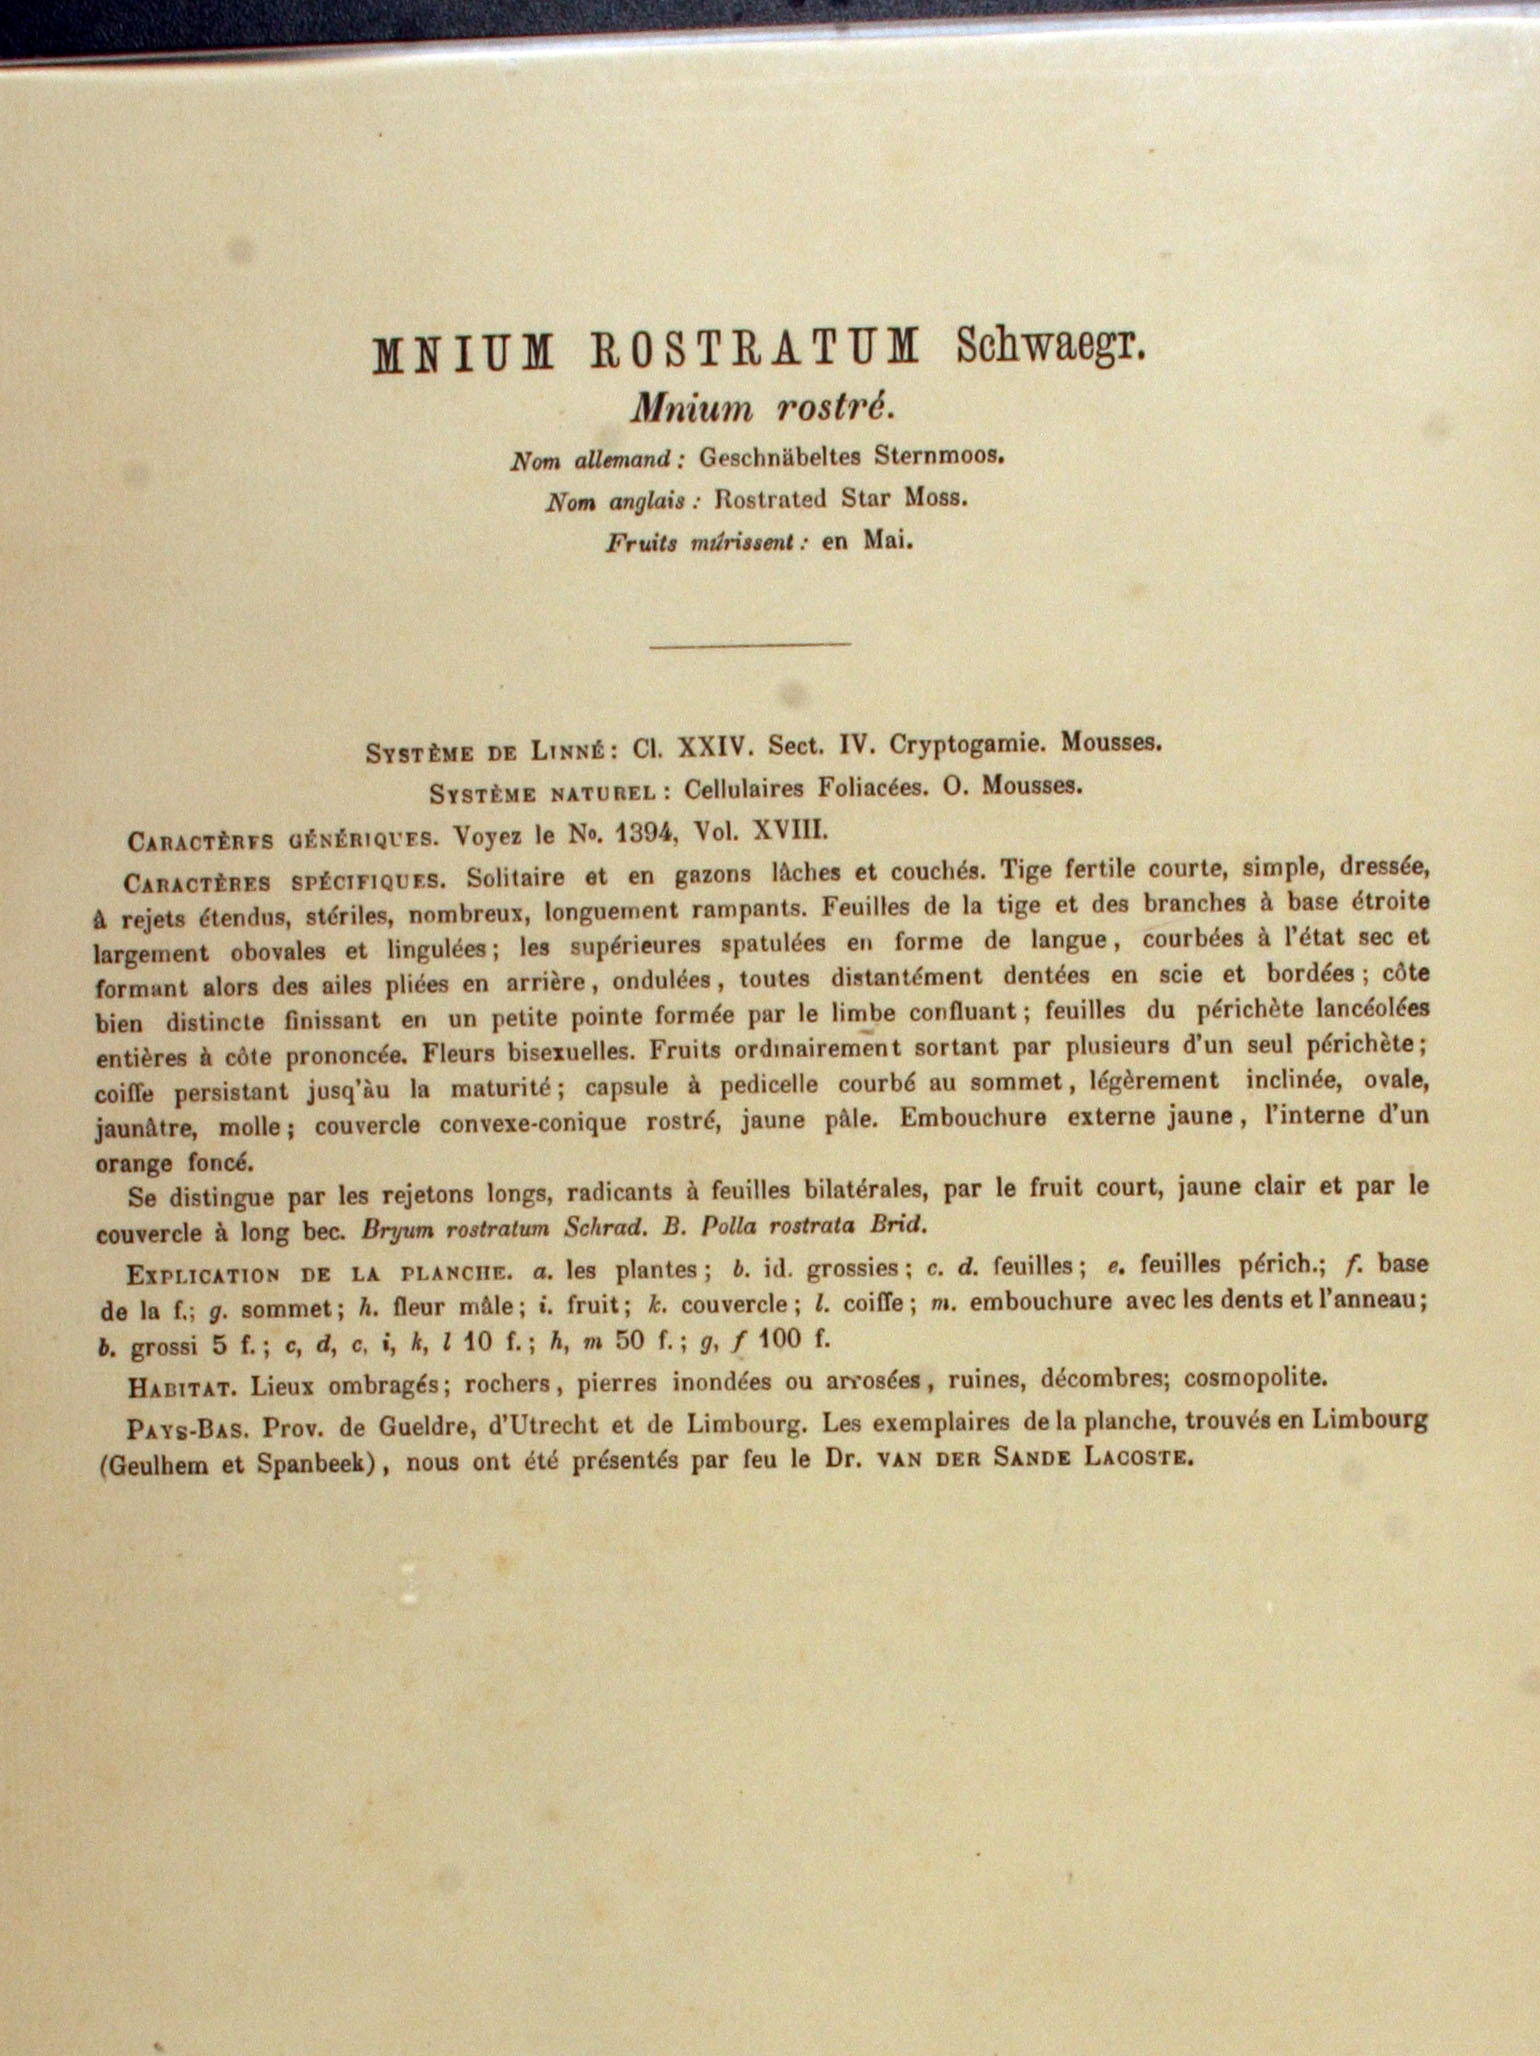 MNIUM ROSTRATUM Schwaegr.
Mnium rostré.
Nom allemand: Geschnäbeltes Sternmoos.
Nom anglais: Rostrated Star Moss.
Fruits mûrissent: en Mai.
SYSTÈME DE LINNÉ: Cl. XXIV. Sect. IV. Cryptogamie. Mousses.
SYSTÈME NATUREL: Cellulaires Foliacées. O. Mousses.
CARACTÈRES GÉNÉRIQUES. Voyez le No. 1394, Vol. XVIII.
CARACTÈRES SPÉCIFIQUES. Solitaire et en gazons lâches et couchés. Tige fertile courte, simple, dressée,
à rejets étendus, stériles, nombreux, longuement rampants. Feuilles de la tige et des branches à base étroite
largement obovales et lingulées; les supérieures spatulées en forme de langue, courbées à l'état sec et
formant alors des ailes pliées en arrière, ondulées, toutes distantément dentées en scie et bordées; côte
bien distincte finissant en un petite pointe formée par le limbe confluant; feuilles du périchète lancéolées
entières à côte prononcée. Fleurs bisexuelles. Fruits ordinairement sortant par plusieurs d'un seul périchète;
coiffe persistant jusq'àu la maturité; capsule à pedicelle courbé au sommet, légèrement inclinée, ovale,
jaunâtre, molle; couvercle convexe-conique rostré, jaune pâle. Embouchure externe jaune, l'interne d'un
orange foncé.
Se distingue par les rejetons longs, radicants à feuilles bilatérales, par le fruit court, jaune clair et par le
couvercle à long bec. Bryum rostratum Schrad. B. Polla rostrata Brid.
EXPLICATION DE LA PLANCHE. a. les plantes; b. id. grossies; c. d. feuilles; e. feuilles périch.; f. base
de la f.; g. sommet; h. fleur mâle; i. fruit; k. couvercle; l. coiffe; m. embouchure avec les dents et l'anneau;
b. grossi 5 f.; c, d, c, i, k, l 10 f.; h, m 50 f.; g, f 100 f.
HABITAT. Lieux ombragés; rochers, pierres inondées ou arrosées, ruines, décombres; cosmopolite.
PAYS-BAS. Prov. de Gueldre, d'Utrecht et de Limbourg. Les exemplaires de la planche, trouvés en Limbourg
(Geulhem et Spanbeek), nous ont été présentés par feu le Dr. VAN DER SANDE LACOSTE.